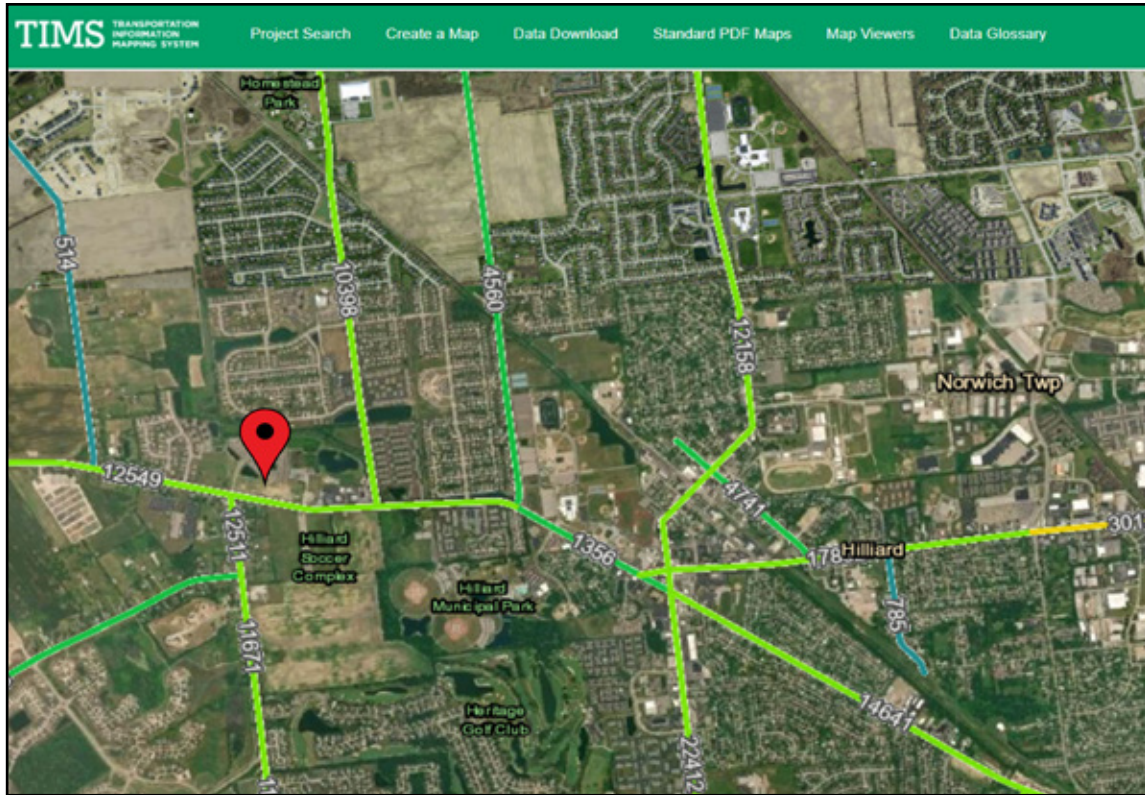 TIMS
TRANSPORTATION
INFORMATION
MAPPING SYSTEM
Project Search
Create a Map
Data Download
Standard PDF Maps
Map Viewers
Data Glossary
Homestead
Park
514
10398
4560
12158
Norwich Twp
12549
12511
Hilliard
Soccer
Complex
1356
4741
178
Hilliard
301
Hilliard
Municipal Park
785
11671
Heritage
Golf Club
14641
22412
11